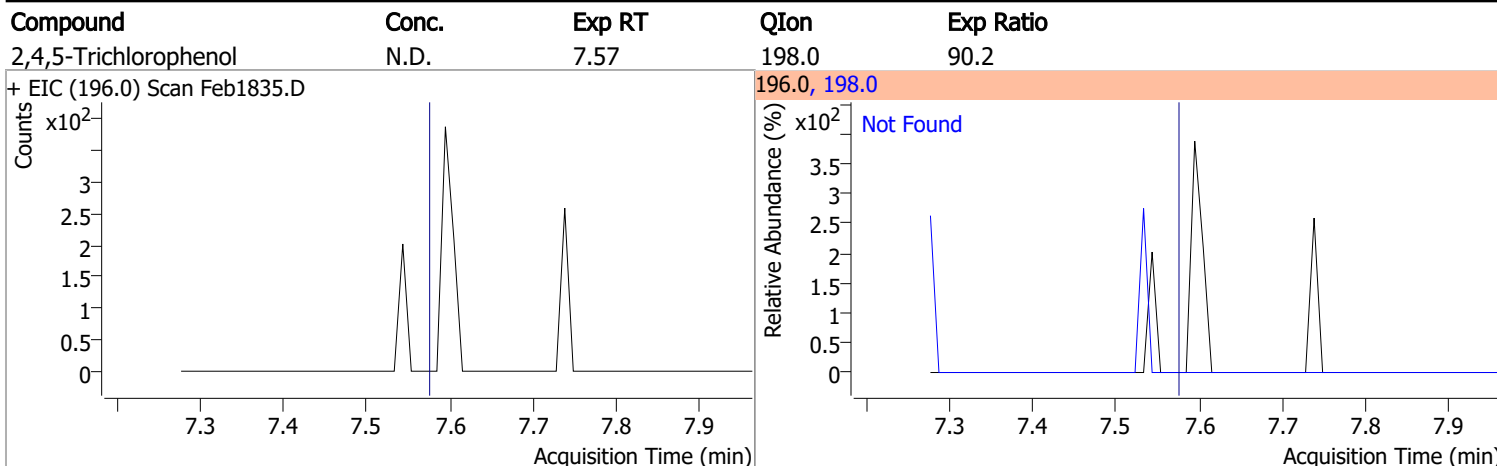 Compound Conc. Exp RT QIon Exp Ratio
2,4,5-Trichlorophenol N.D. 7.57 198.0 90.2
+ EIC (196.0) Scan Feb1835.D
Counts
x10²
3
2.5
2
1.5
1
0.5
0
7.3 7.4 7.5 7.6 7.7 7.8 7.9
Acquisition Time (min)
196.0, 198.0
Relative Abundance (%)
x10²
Not Found
3.5
3
2.5
2
1.5
1
0.5
0
7.3 7.4 7.5 7.6 7.7 7.8 7.9
Acquisition Time (min)